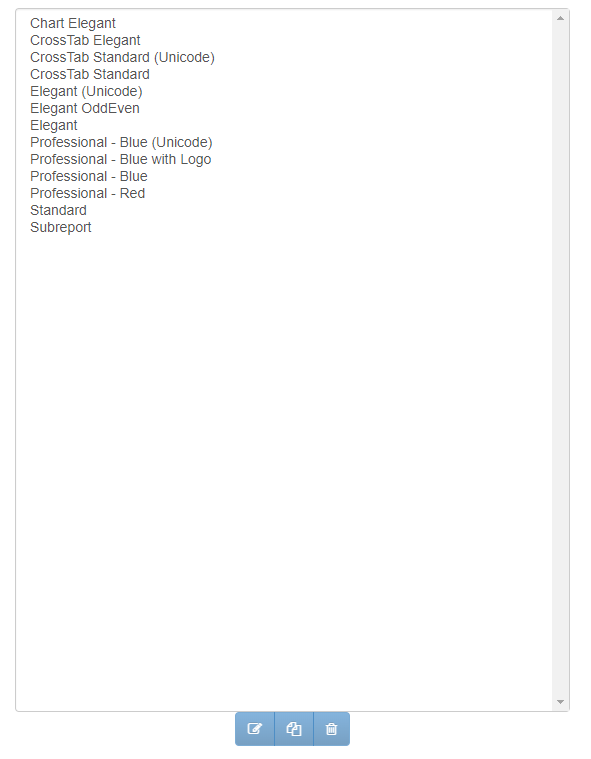 Chart Elegant
CrossTab Elegant
CrossTab Standard (Unicode)
CrossTab Standard
Elegant (Unicode)
Elegant OddEven
Elegant
Professional - Blue (Unicode)
Professional - Blue with Logo
Professional - Blue
Professional - Red
Standard
Subreport